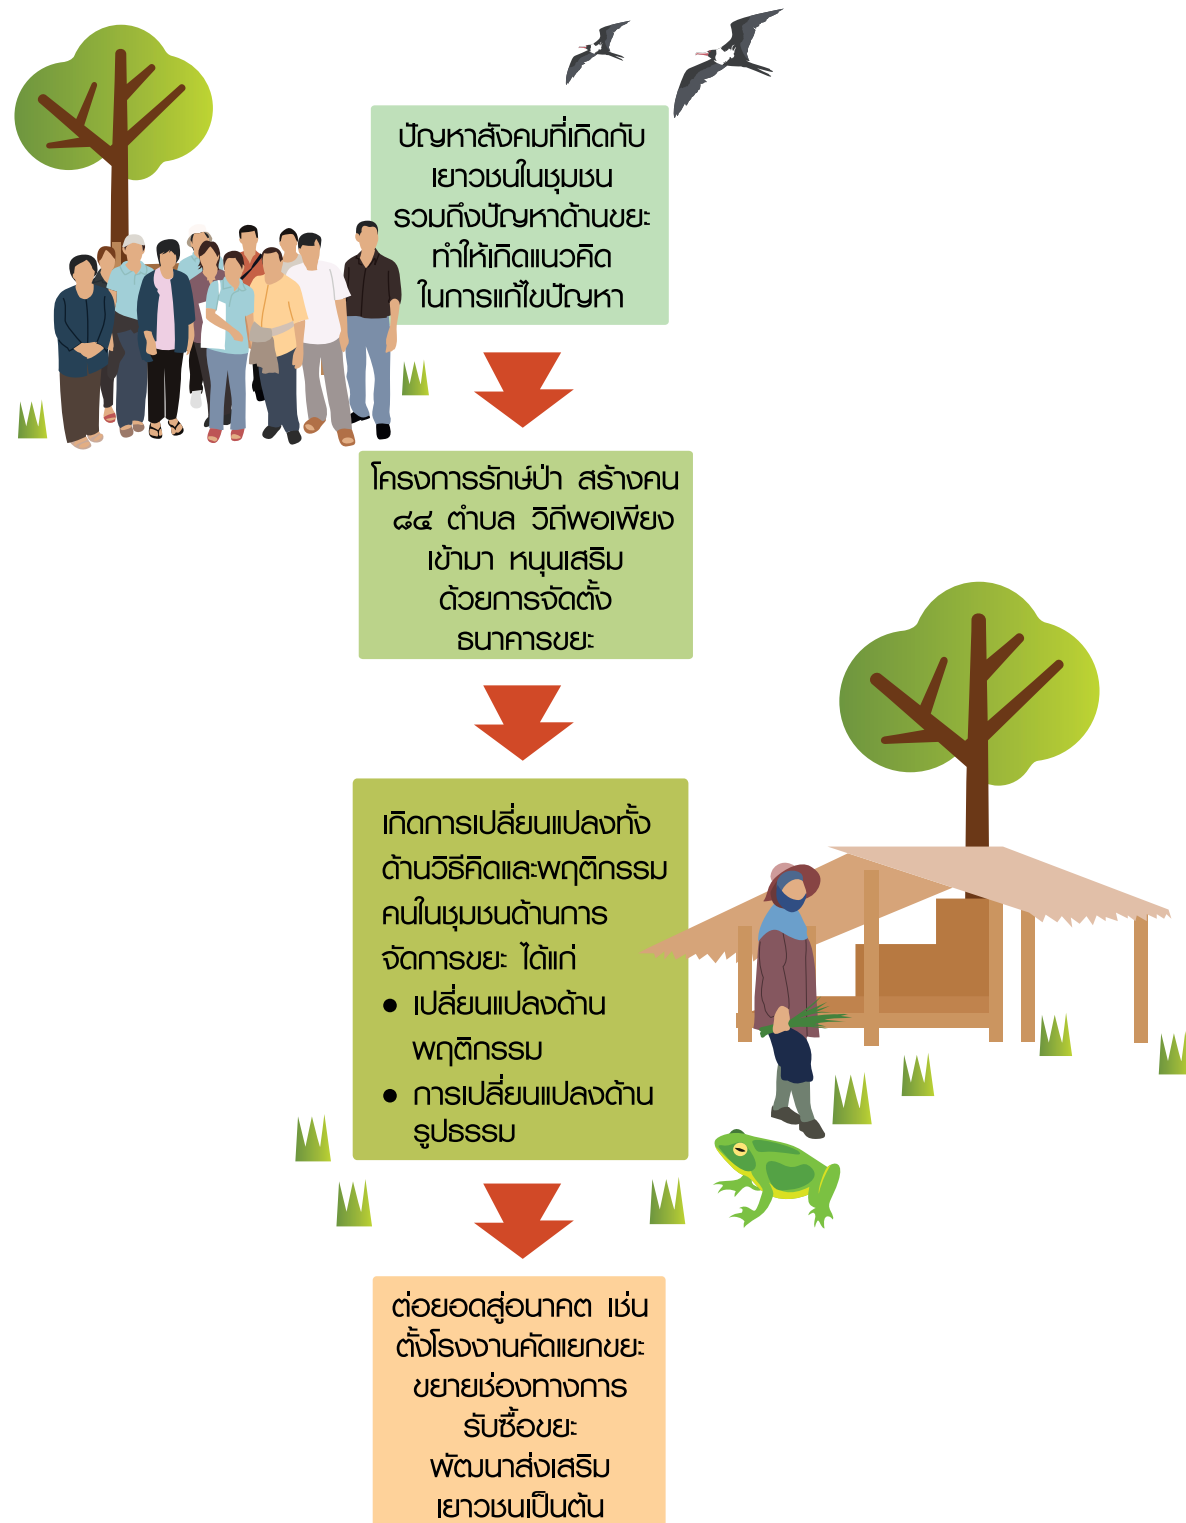 ปัญหาสังคมที่เกิดกับ
เยาวชนในชุมชน
รวมถึงปัญหาด้านขยะ
ทำให้เกิดแนวคิด
ในการแก้ไขปัญหา
โครงการรักษ์ป่า สร้างคน
๘๔ ตำบล วิถีพอเพียง
เข้ามา หนุนเสริม
ด้วยการจัดตั้ง
ธนาคารขยะ
เกิดการเปลี่ยนแปลงทั้ง
ด้านวิธีคิดและพฤติกรรม
คนในชุมชนด้านการ
จัดการขยะ ได้แก่
• เปลี่ยนแปลงด้าน
พฤติกรรม
• การเปลี่ยนแปลงด้าน
รูปธรรม
ต่อยอดสู่อนาคต เช่น
ตั้งโรงงานคัดแยกขยะ
ขยายช่องทางการ
รับซื้อขยะ
พัฒนาส่งเสริม
เยาวชนเป็นต้น